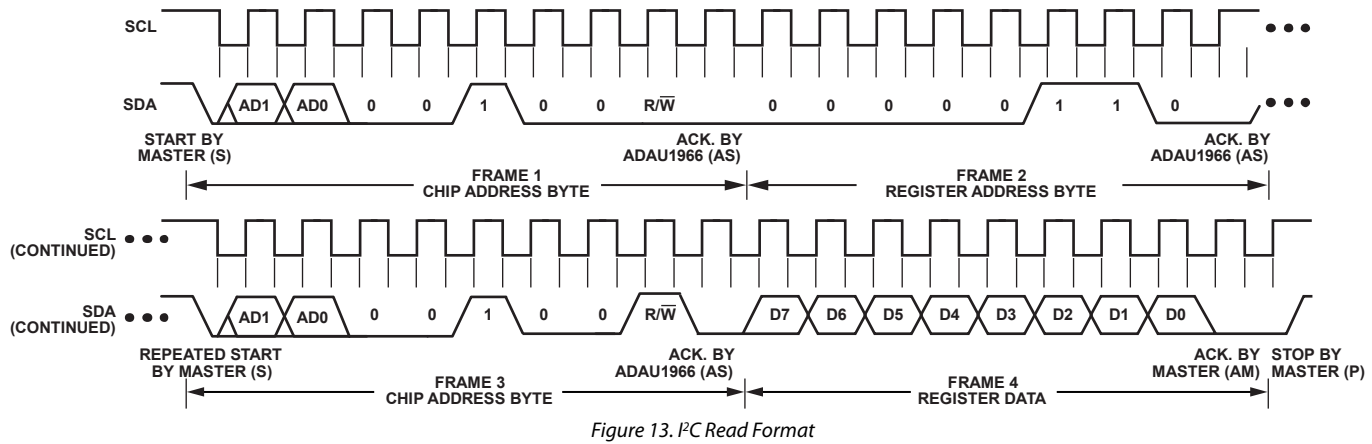 SCL
SDA AD1 AD0 0 0 1 0 0 R/W 0 0 0 0 0 1 1 0
START BY
MASTER (S)
ACK. BY
ADAU1966 (AS)
ACK. BY
ADAU1966 (AS)
FRAME 1
CHIP ADDRESS BYTE
FRAME 2
REGISTER ADDRESS BYTE
SCL
(CONTINUED)
SDA
(CONTINUED)
AD1 AD0 0 0 1 0 0 R/W D7 D6 D5 D4 D3 D2 D1 D0
REPEATED START
BY MASTER (S)
ACK. BY
ADAU1966 (AS)
ACK. BY
MASTER (AM)
STOP BY
MASTER (P)
FRAME 3
CHIP ADDRESS BYTE
FRAME 4
REGISTER DATA
Figure 13. I²C Read Format